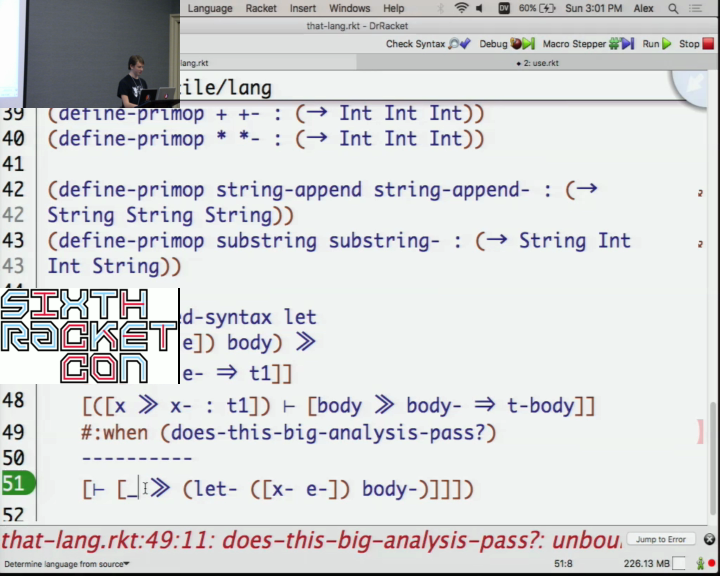 Language Racket Insert Windows Help 60% Sun 3:01 PM Alex
that-lang.rkt - DrRacket
Check Syntax Debug Macro Stepper Run Stop
lang.rkt 2: use.rkt
ile/lang
39 (define-primop + +- : (→ Int Int Int))
40 (define-primop * *- : (→ Int Int Int))
41
42 (define-primop string-append string-append- : (→
42 String String String))
43 (define-primop substring substring- : (→ String Int
43 Int String))
SIXTH
RACKET
CON
ed-syntax let
e]) body) ≫
e- ⇒ t1]]
48 [([x ≫ x- : t1]) ⊢ [body ≫ body- ⇒ t-body]]
49 #:when (does-this-big-analysis-pass?)
50 ----------
51 [⊢ [_ ≫ (let- ([x- e-]) body-)]]])
52
that-lang.rkt:49:11: does-this-big-analysis-pass?: unbou
Jump to Error
Determine language from source 51:8 226.13 MB